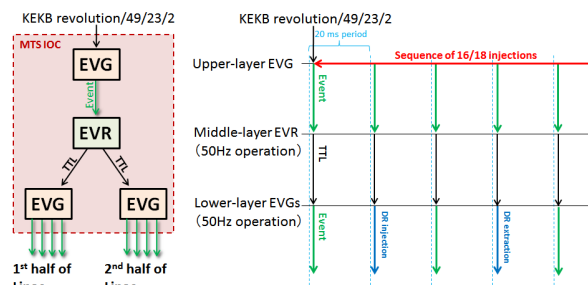 KEKB revolution/49/23/2
MTS IOC
EVG
Event
EVR
TTL
TTL
EVG
EVG
1st half of
2nd half of
KEKB revolution/49/23/2
20 ms period
Upper-layer EVG
Sequence of 16/18 injections
Event
Middle-layer EVR
(50Hz operation)
TTL
Lower-layer EVGs
(50Hz operation)
Event
DR injection
DR extraction